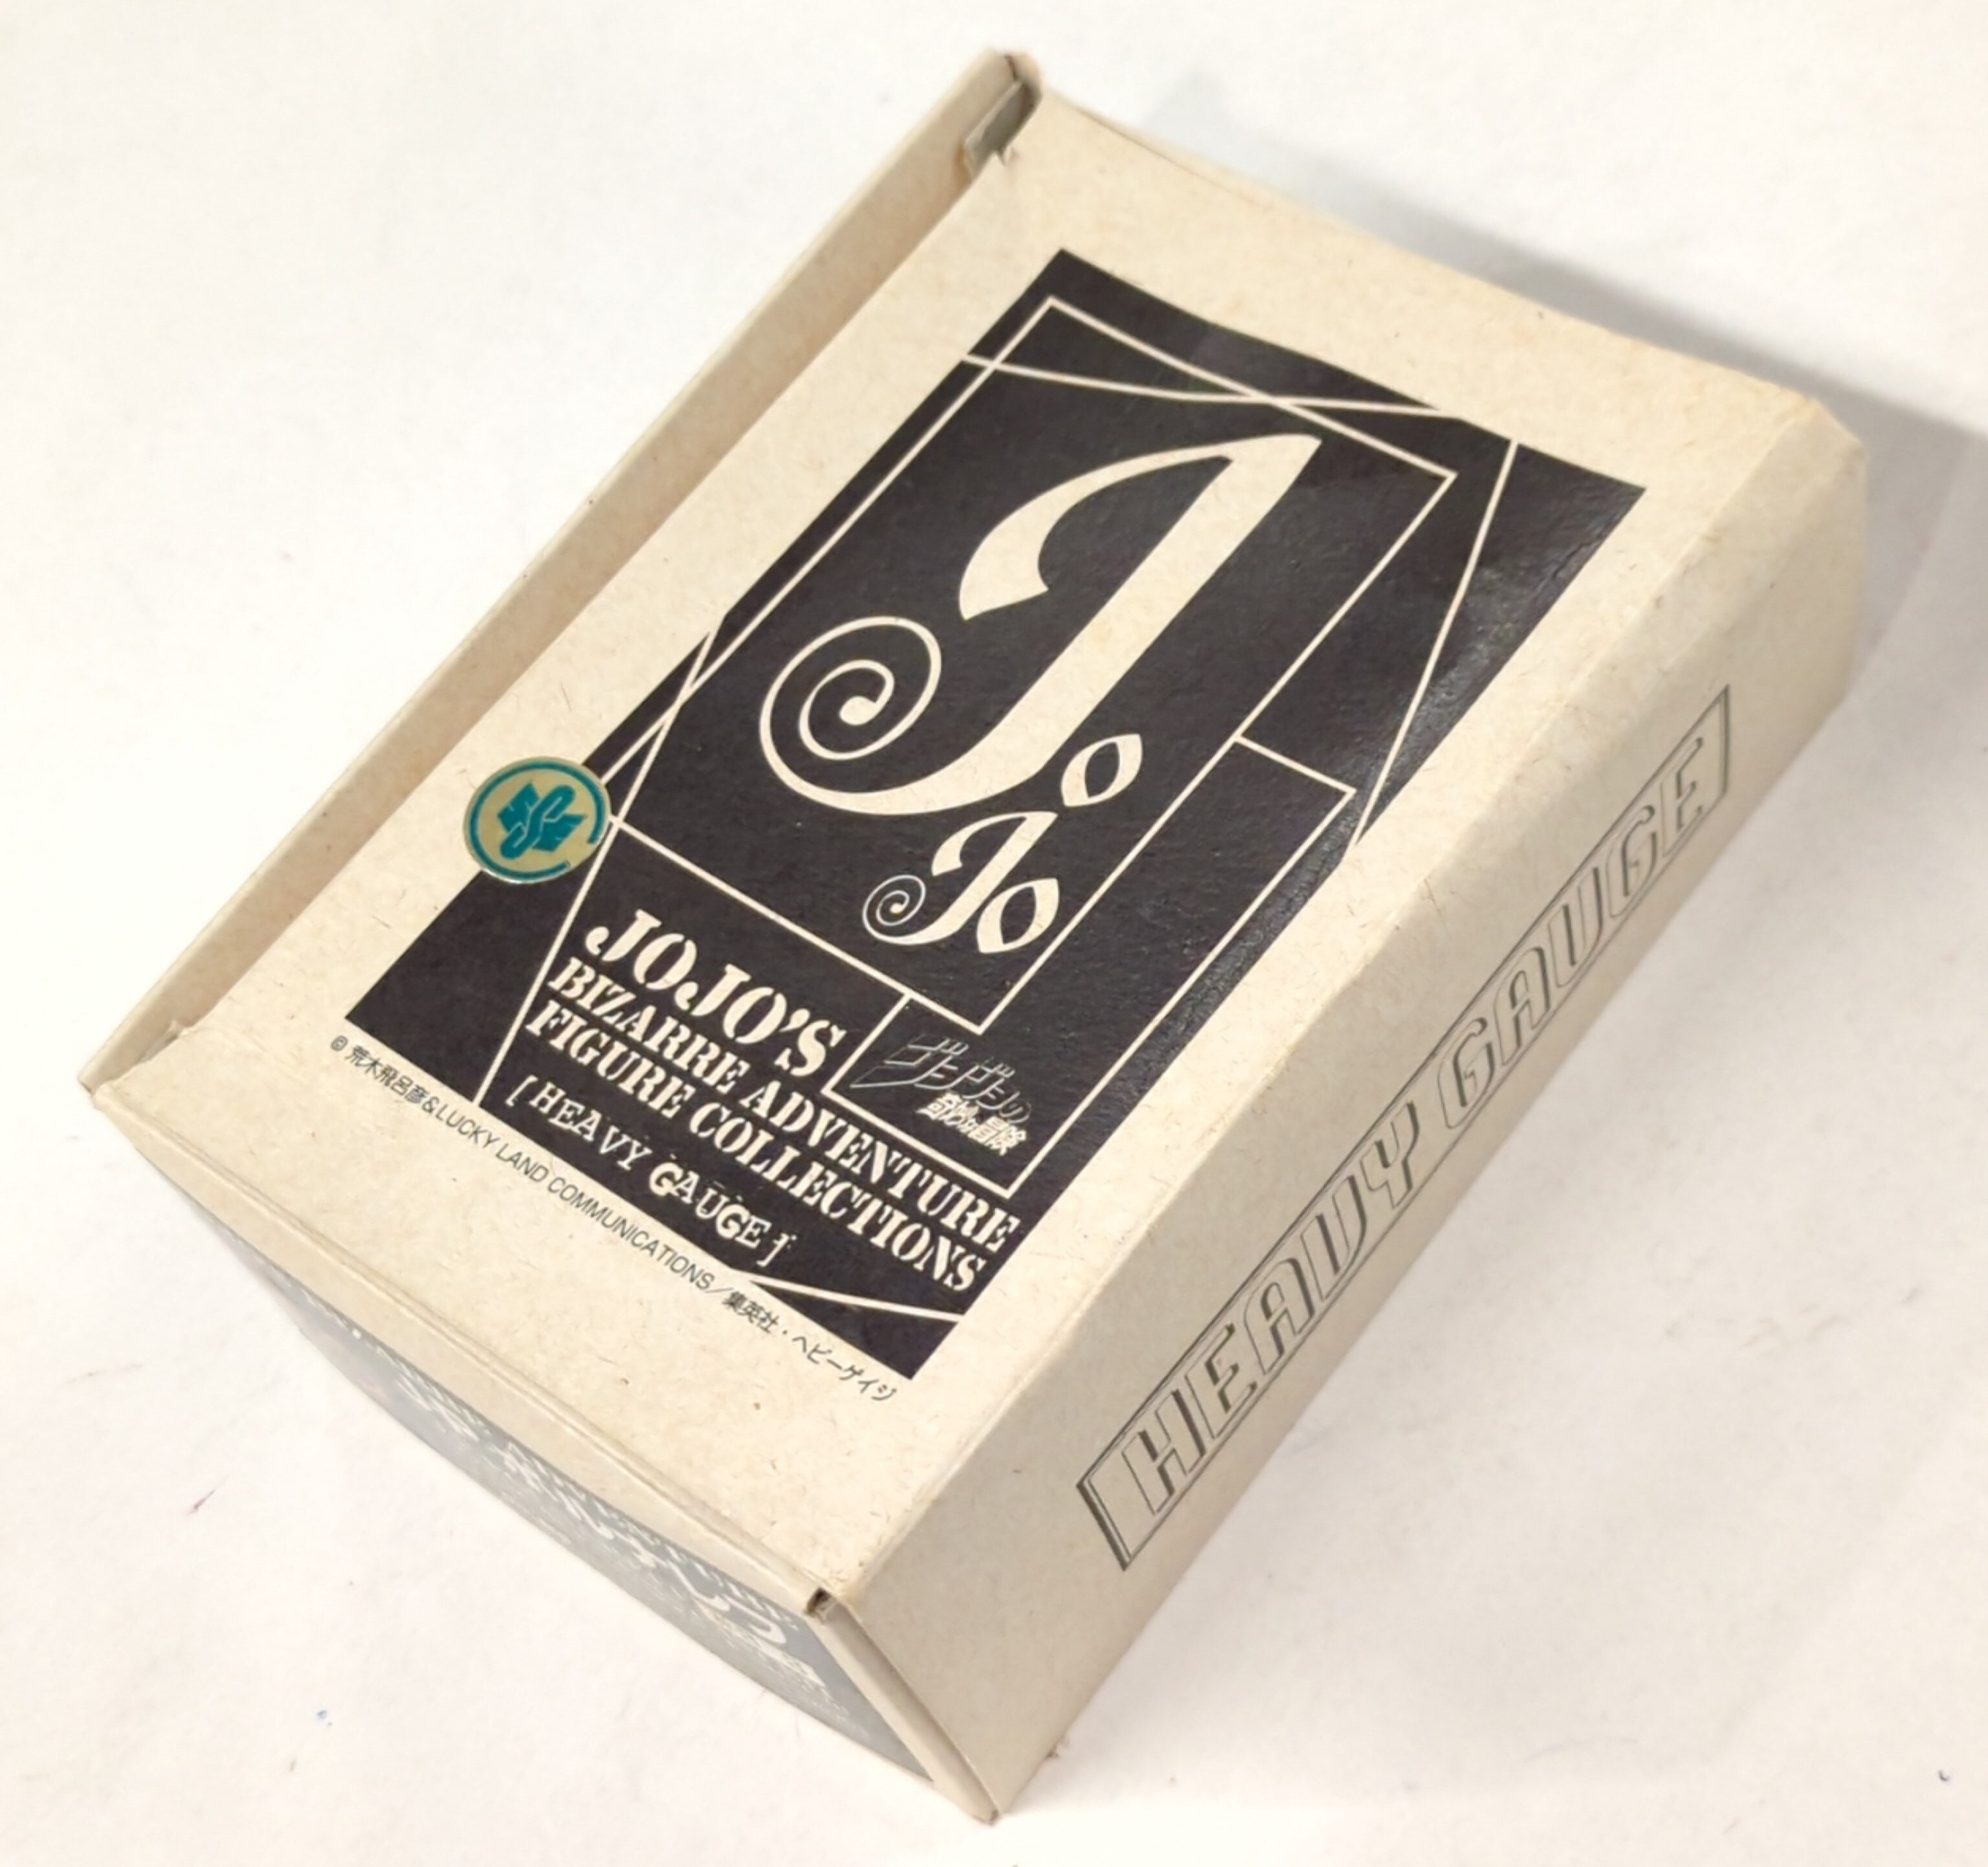 JoJo
JOJO'S
BIZARRE ADVENTURE
FIGURE COLLECTIONS
[HEAVY GAUGE]
ジョジョの
奇妙な冒険
© 荒木飛呂彦&LUCKY LAND COMMUNICATIONS/集英社・ヘビーゲイジ
HEAVY GAUGE